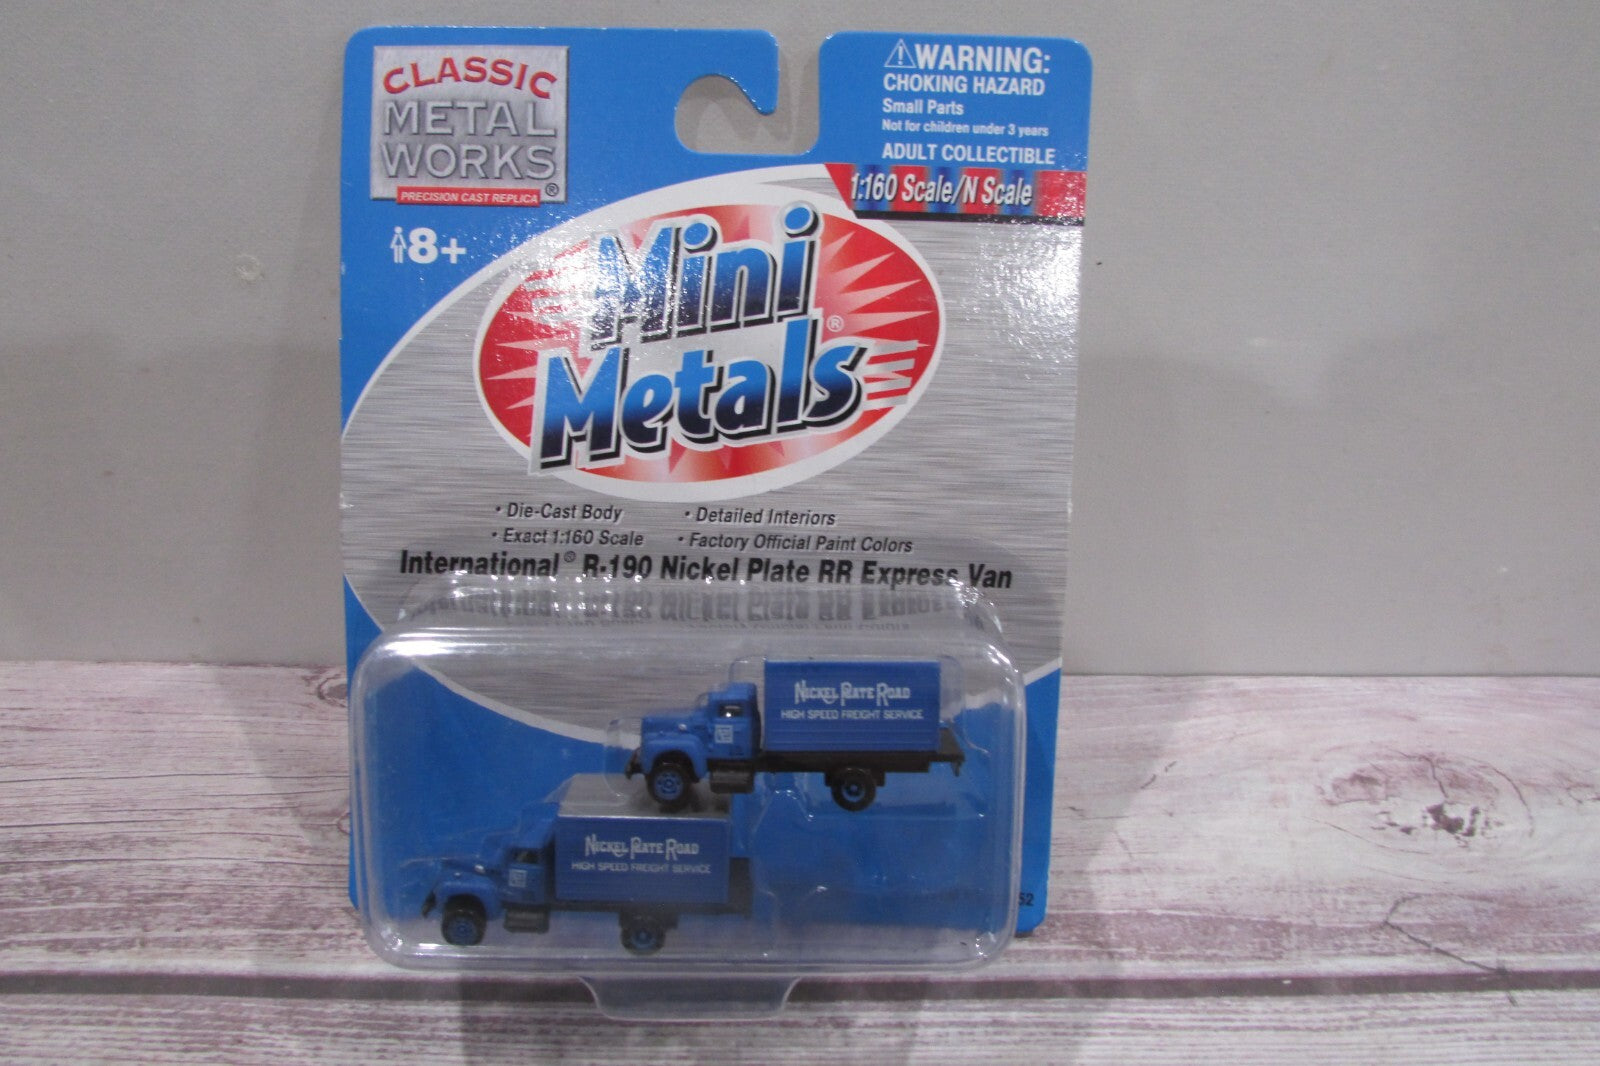 CLASSIC
METAL
WORKS®
PRECISION CAST REPLICA
8+
WARNING:
CHOKING HAZARD
Small Parts
Not for children under 3 years
ADULT COLLECTIBLE
1:160 Scale/N Scale
Mini
Metals®
• Die-Cast Body
• Exact 1:160 Scale
• Detailed Interiors
• Factory Official Paint Colors
International® R-190 Nickel Plate RR Express Van
NICKEL PLATE ROAD
HIGH SPEED FREIGHT SERVICE
NICKEL PLATE ROAD
HIGH SPEED FREIGHT SERVICE
52